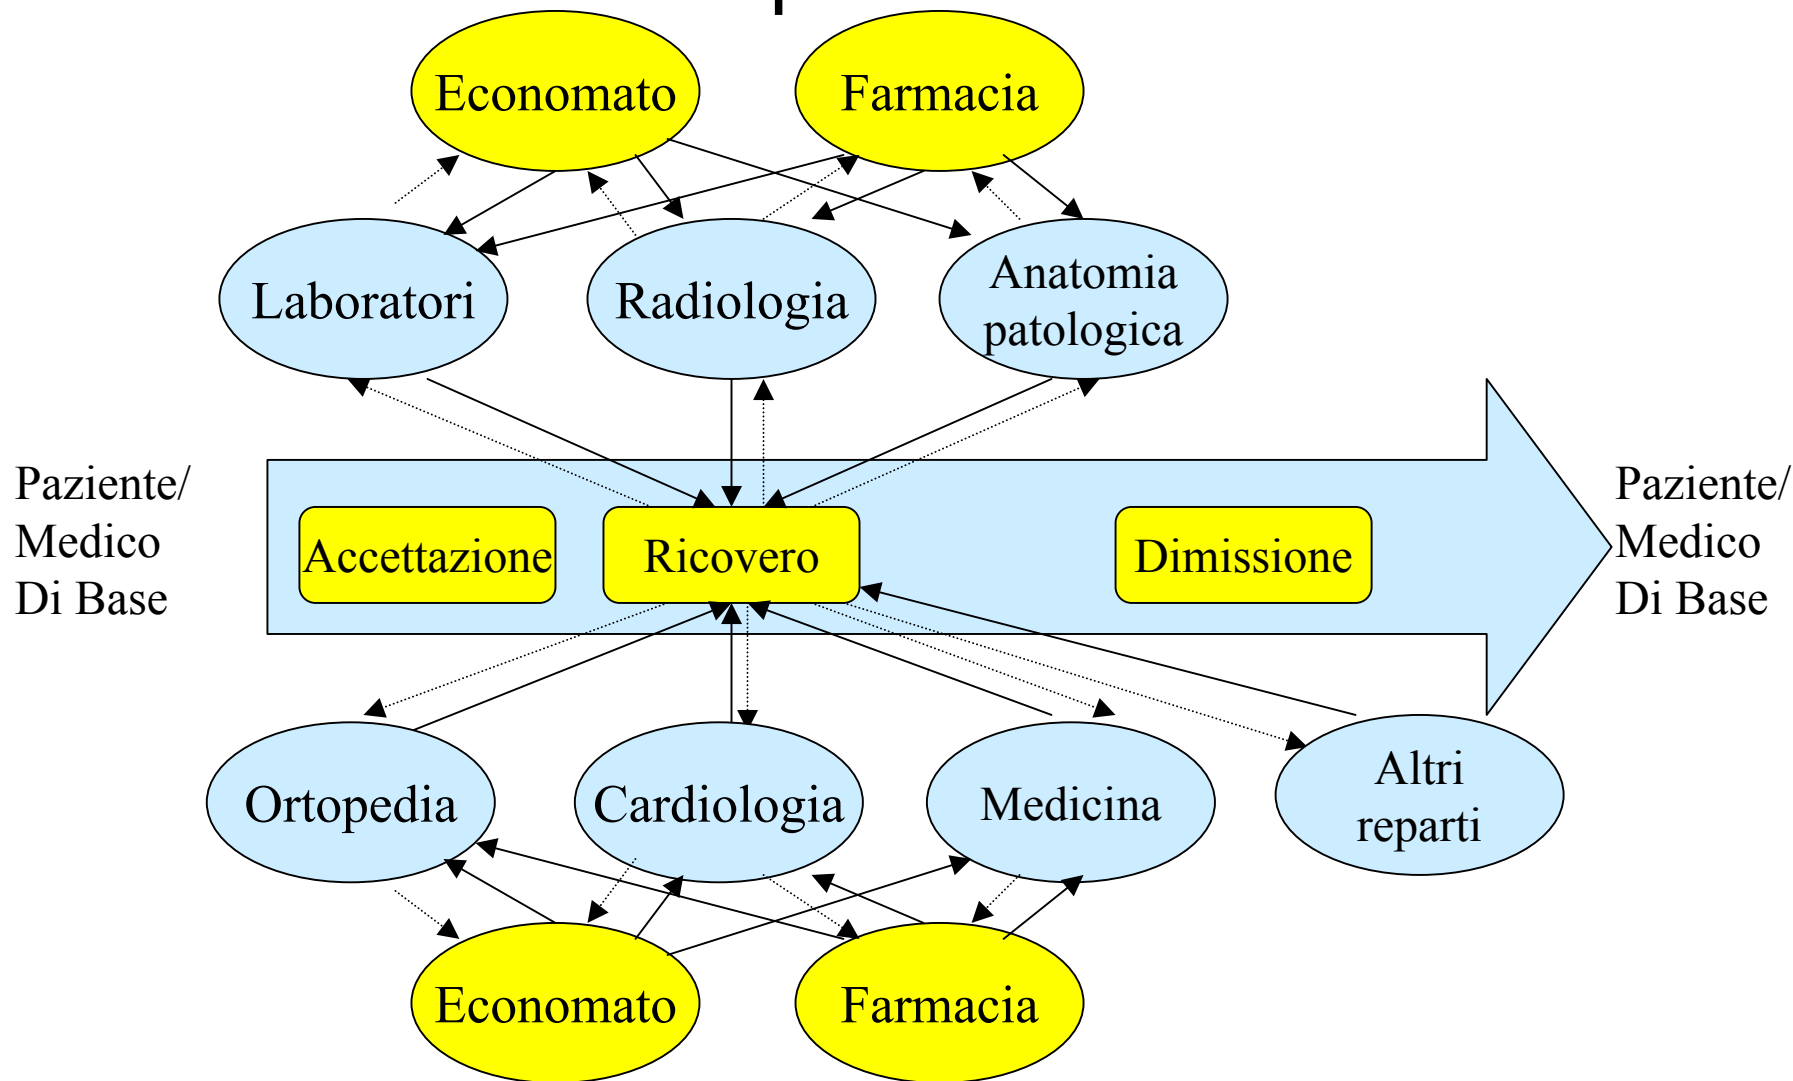 Economato
Farmacia
Laboratori
Radiologia
Anatomia
patologica
Paziente/
Medico
Di Base
Accettazione
Ricovero
Dimissione
Paziente/
Medico
Di Base
Ortopedia
Cardiologia
Medicina
Altri
reparti
Economato
Farmacia